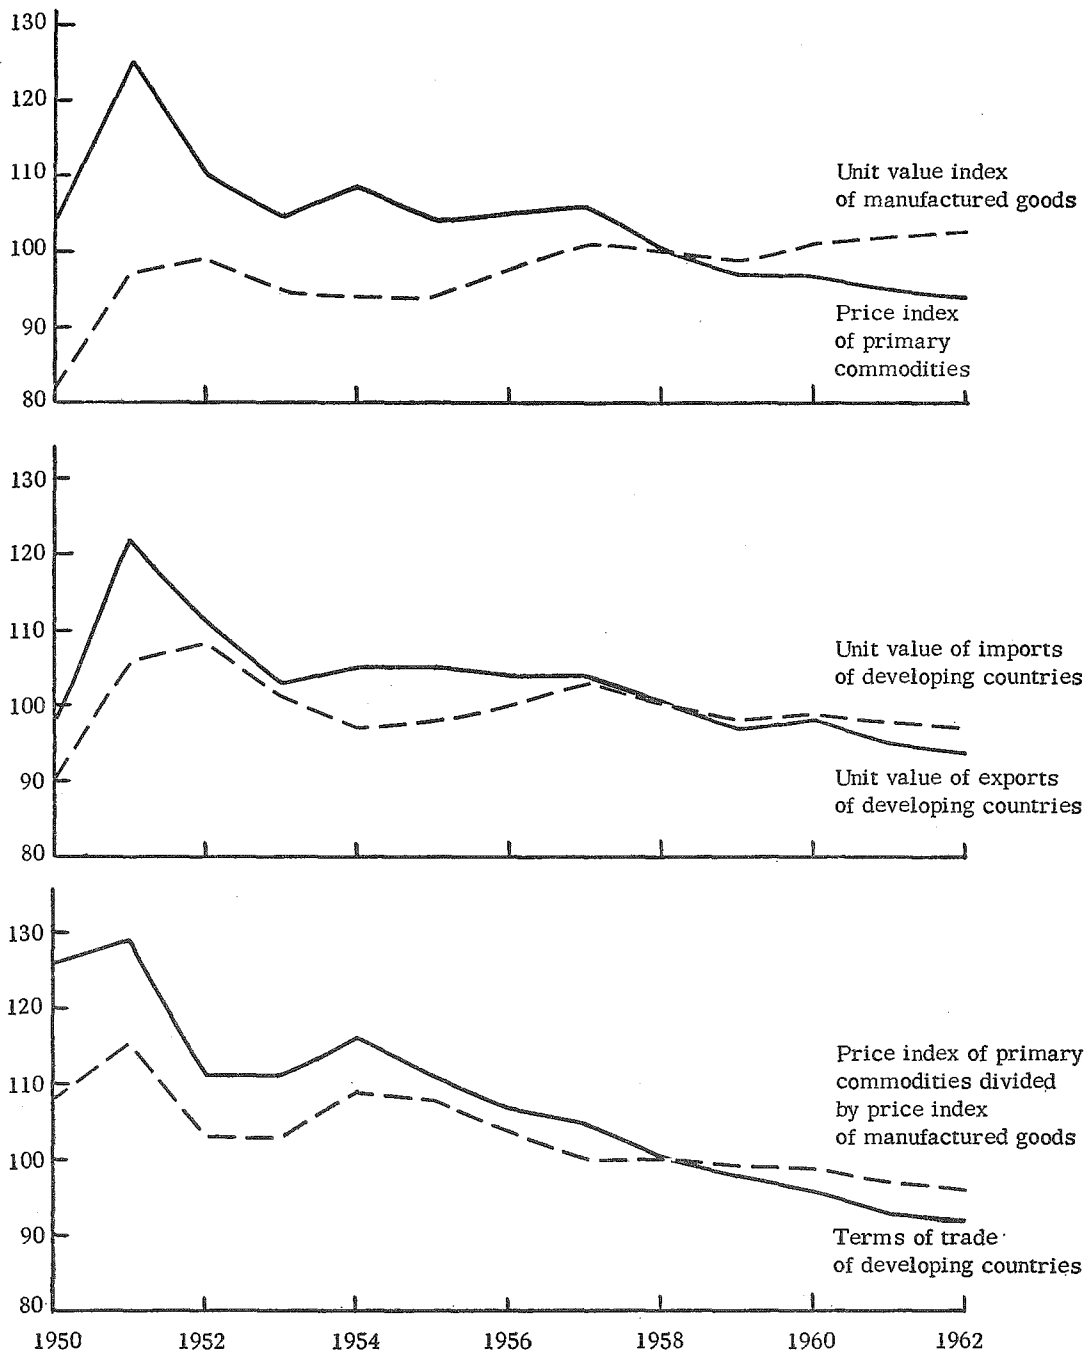 130
120
110
100
90
80
Unit value index
of manufactured goods
Price index
of primary
commodities
130
120
110
100
90
80
Unit value of imports
of developing countries
Unit value of exports
of developing countries
130
120
110
100
90
80
Price index of primary
commodities divided
by price index
of manufactured goods
Terms of trade
of developing countries
1950 1952 1954 1956 1958 1960 1962